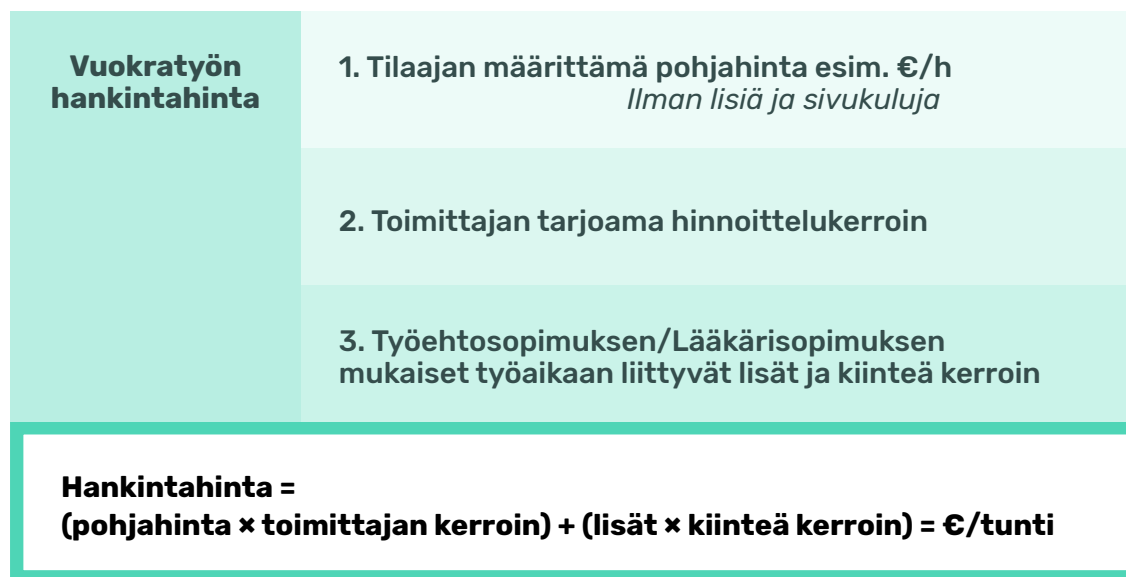 Vuokratyön
hankintahinta
1. Tilaajan määrittämä pohjahinta esim. €/h
Ilman lisiä ja sivukuluja
2. Toimittajan tarjoama hinnoittelukerroin
3. Työehtosopimuksen/Lääkärisopimuksen
mukaiset työaikaan liittyvät lisät ja kiinteä kerroin
Hankintahinta =
(pohjahinta × toimittajan kerroin) + (lisät × kiinteä kerroin) = €/tunti